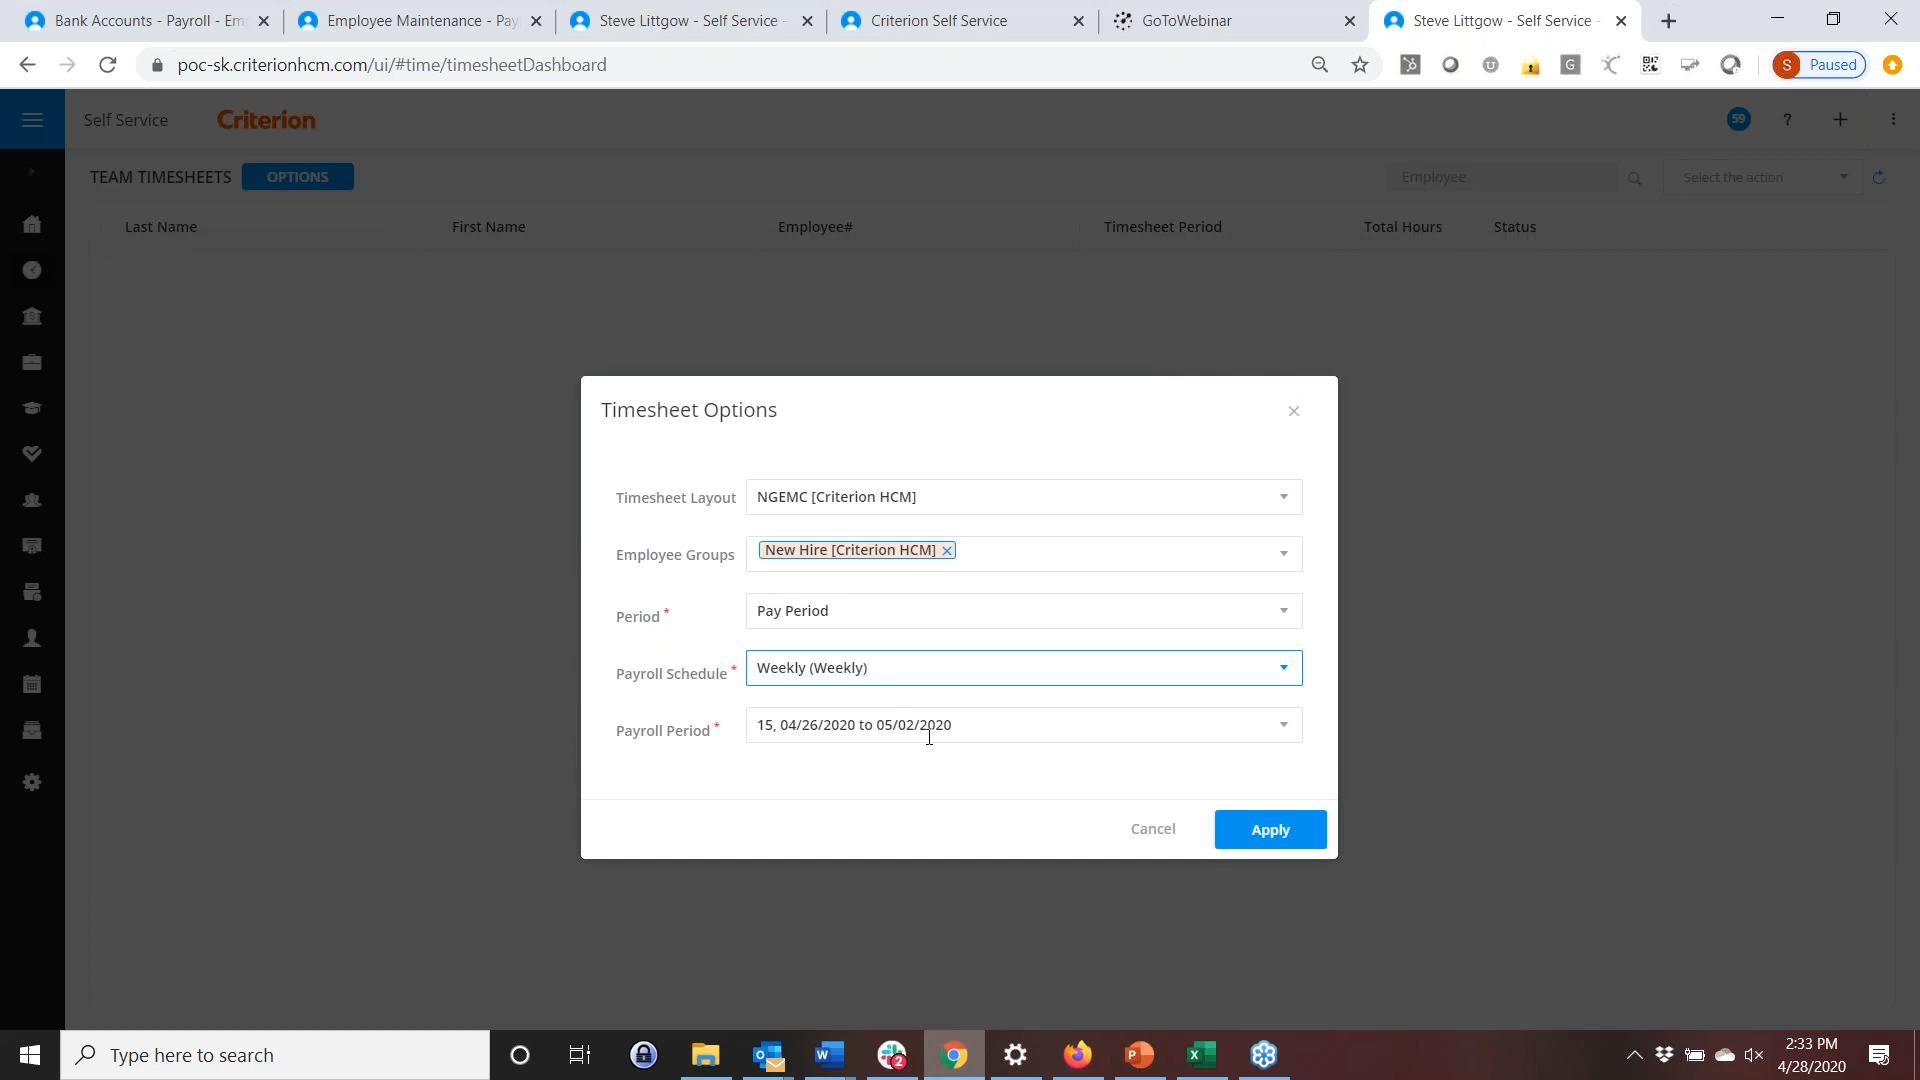 Bank Accounts - Payroll - Em
Employee Maintenance - Pay
Steve Littgow - Self Service -
Criterion Self Service
GoToWebinar
Steve Littgow - Self Service -
poc-sk.criterionhcm.com/ui/#time/timesheetDashboard
S Paused
Self Service
Criterion
59
?
TEAM TIMESHEETS
OPTIONS
Employee
Select the action
Last Name
First Name
Employee#
Timesheet Period
Total Hours
Status
Timesheet Options
Timesheet Layout
NGEMC [Criterion HCM]
Employee Groups
New Hire [Criterion HCM]
Period *
Pay Period
Payroll Schedule *
Weekly (Weekly)
Payroll Period *
15, 04/26/2020 to 05/02/2020
Cancel
Apply
Type here to search
2
2:33 PM
4/28/2020